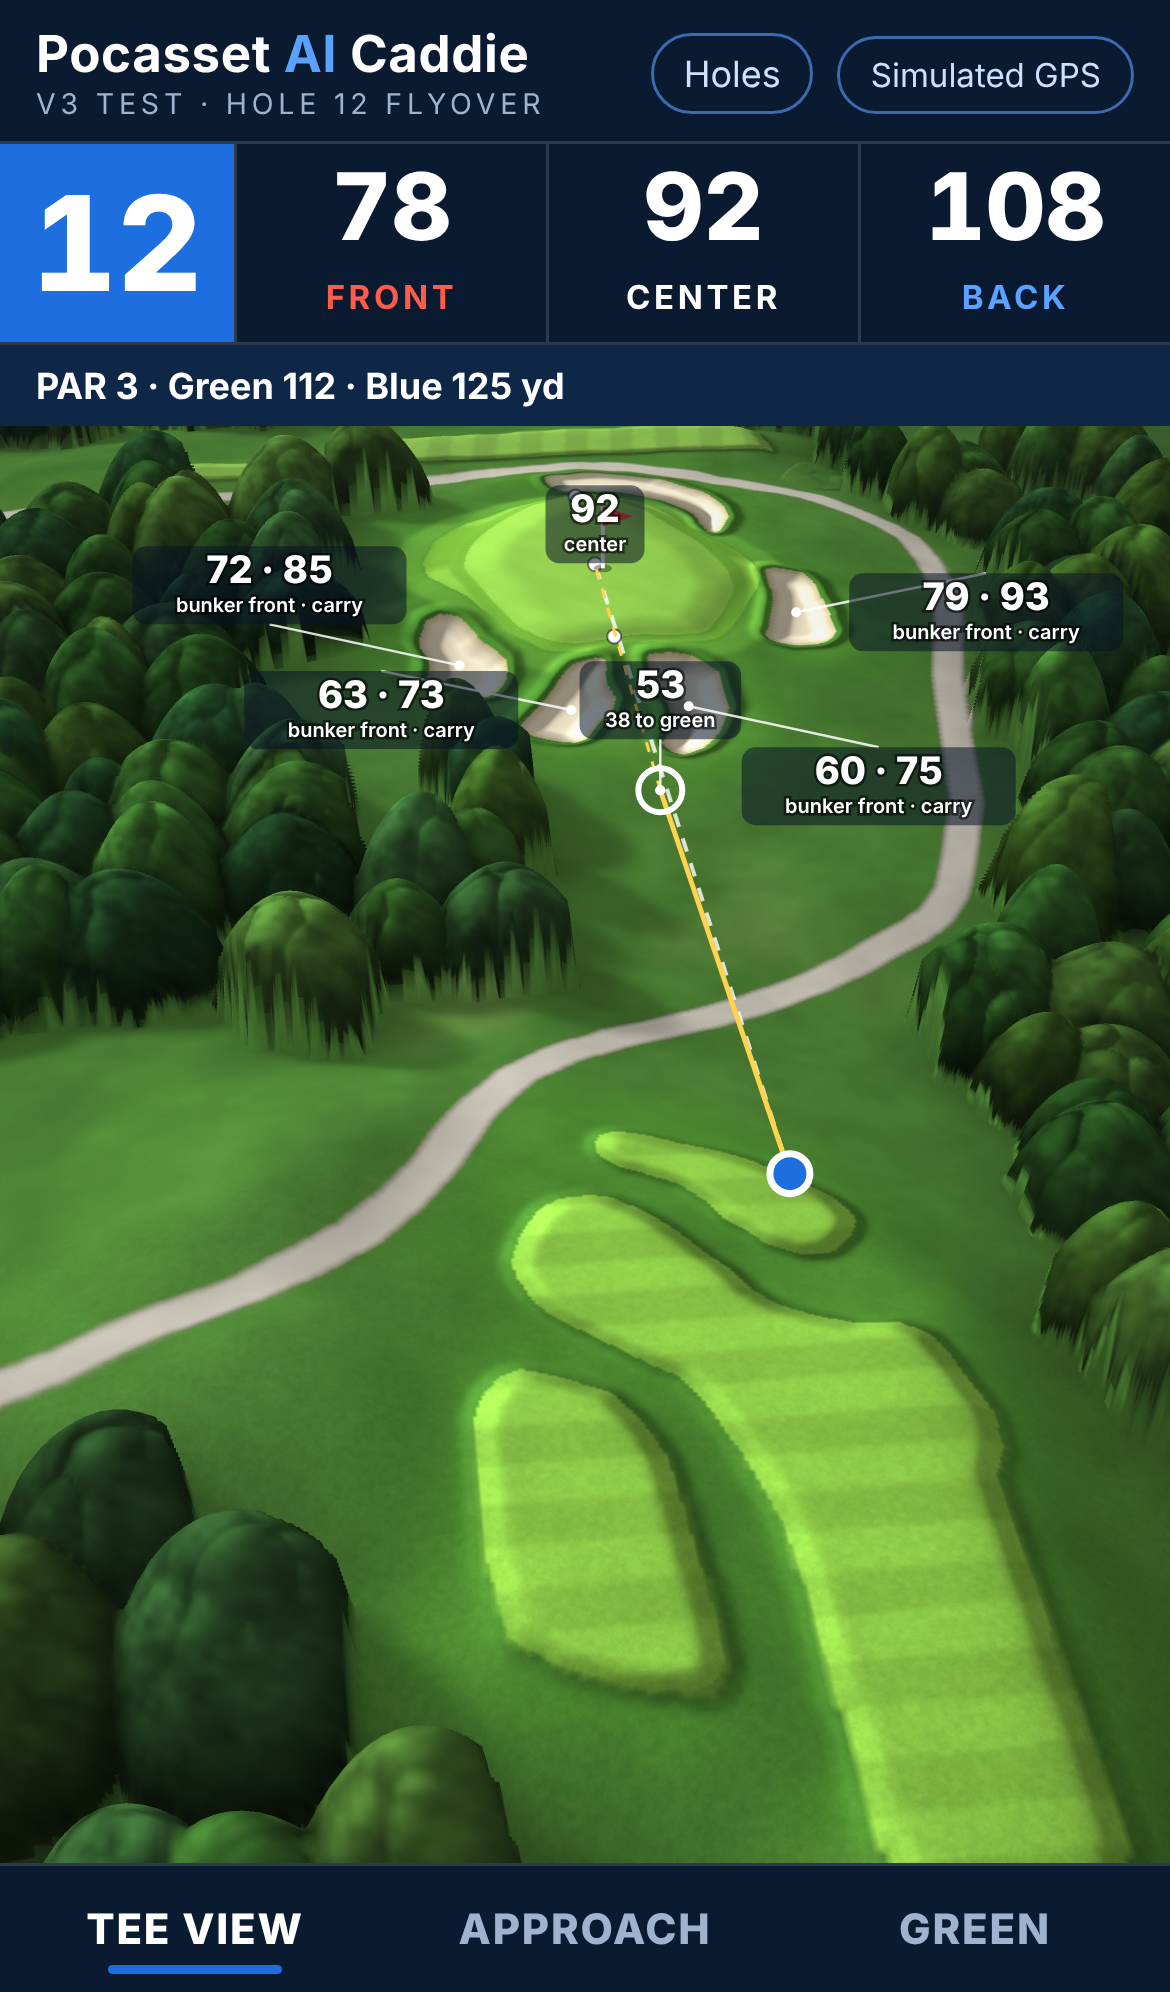 Pocasset AI Caddie
V3 TEST · HOLE 12 FLYOVER
Holes
Simulated GPS
12
78
FRONT
92
CENTER
108
BACK
PAR 3 · Green 112 · Blue 125 yd
92
center
72 · 85
bunker front · carry
79 · 93
bunker front · carry
63 · 73
bunker front · carry
53
38 to green
60 · 75
bunker front · carry
TEE VIEW
APPROACH
GREEN